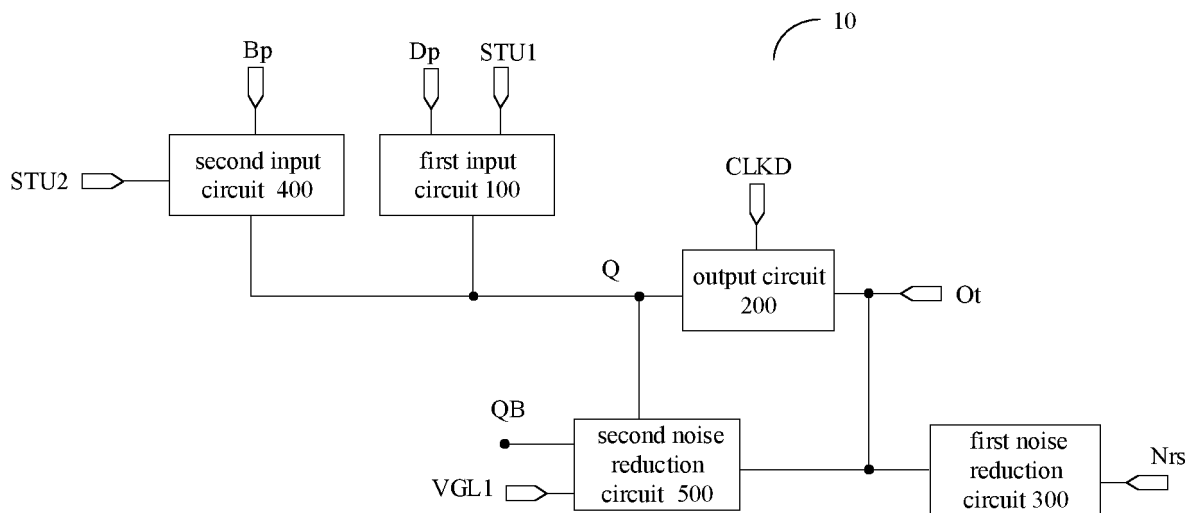 10
Bp
Dp
STU1
second input
circuit 400
first input
circuit 100
STU2
CLKD
Q
output circuit
200
Ot
QB
second noise
reduction
circuit 500
first noise
reduction
circuit 300
Nrs
VGL1